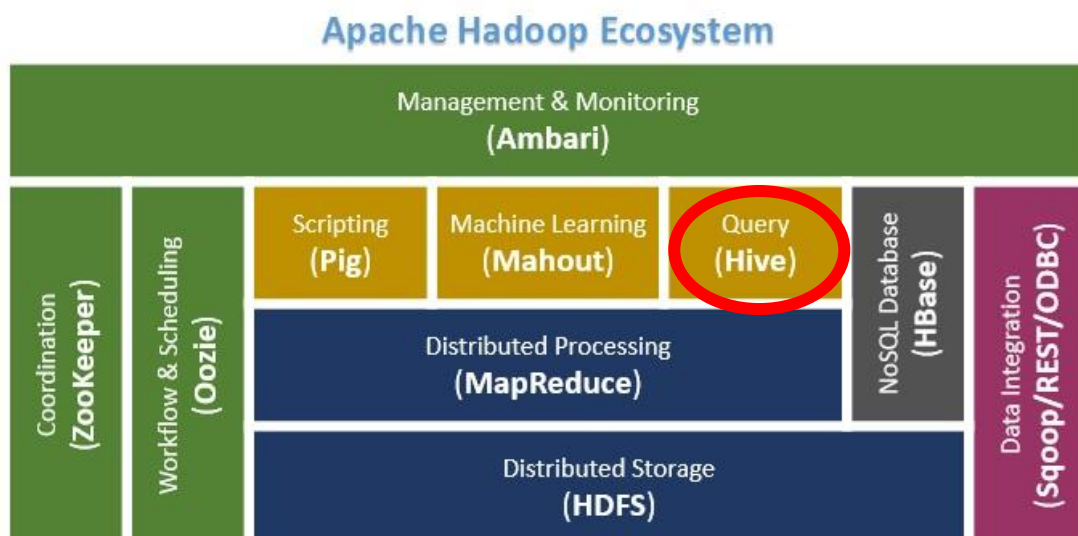 Apache Hadoop Ecosystem
Management & Monitoring
(Ambari)
Coordination
(ZooKeeper)
Workflow & Scheduling
(Oozie)
Scripting
(Pig)
Machine Learning
(Mahout)
Query
(Hive)
NoSQL Database
(HBase)
Data Integration
(Sqoop/REST/ODBC)
Distributed Processing
(MapReduce)
Distributed Storage
(HDFS)